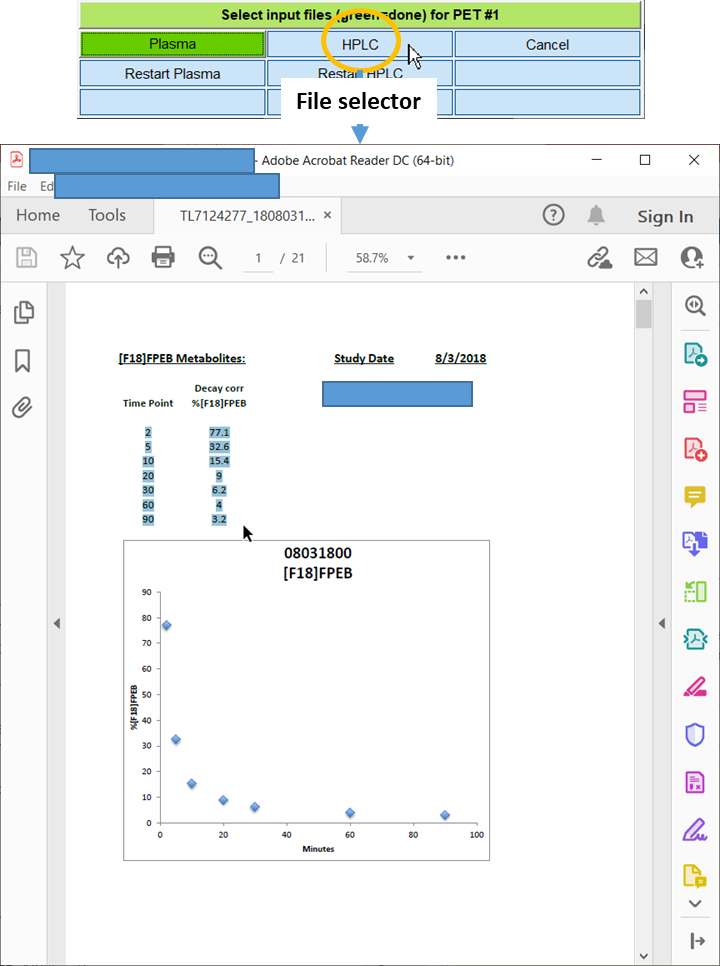 Select input files (green=done) for PET #1
Plasma HPLC Cancel
Restart Plasma Restart HPLC
File selector
- Adobe Acrobat Reader DC (64-bit)
File Ed
Home Tools TL7124277_1808031... × Sign In
1 / 21 58.7%
[F18]FPEB Metabolites: Study Date 8/3/2018
Decay corr
Time Point %[F18]FPEB
2 77.1
5 32.6
10 15.4
20 9
30 6.2
60 4
90 3.2
08031800
[F18]FPEB
90
80
70
60
50
40
30
20
10
0
%[F18]FPEB
0 20 40 60 80 100
Minutes